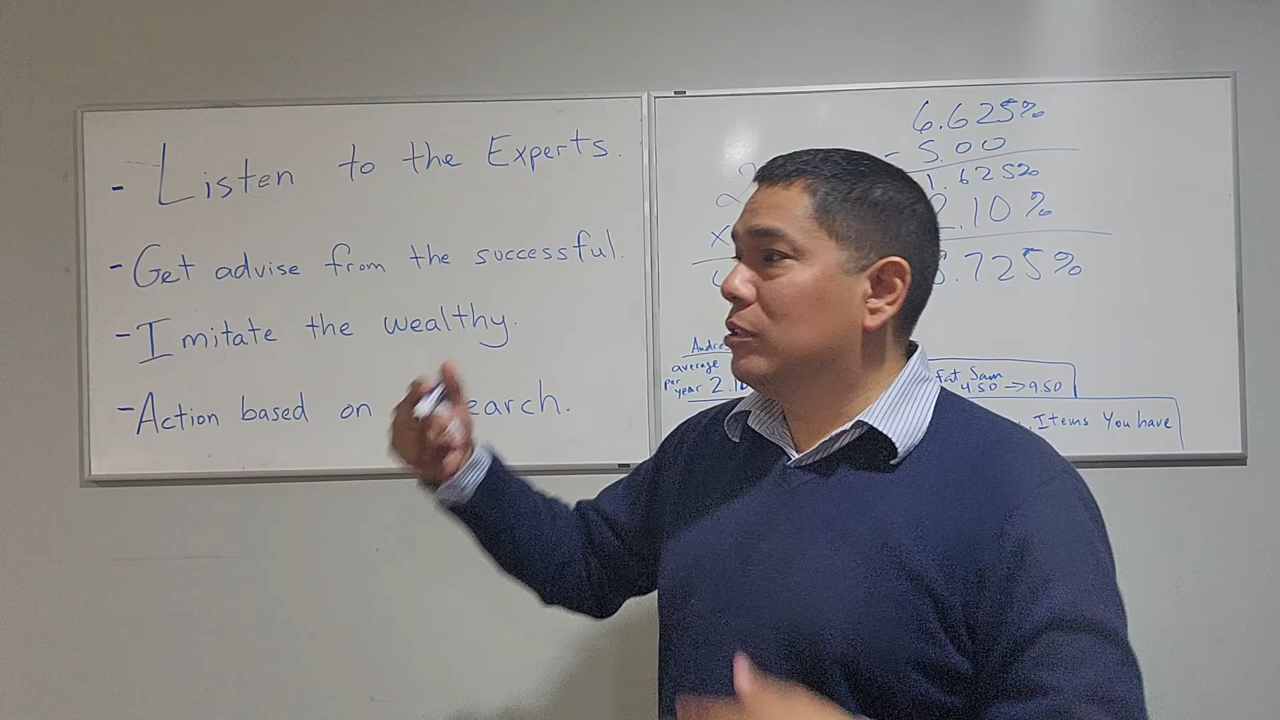 - Listen to the Experts.
- Get advise from the successful.
- Imitate the wealthy.
- Action based on
6.625%
- 5.00
1.625%
.10%
.725%
average
per year
Fat Sam
4.50 → 9.50
Items You have